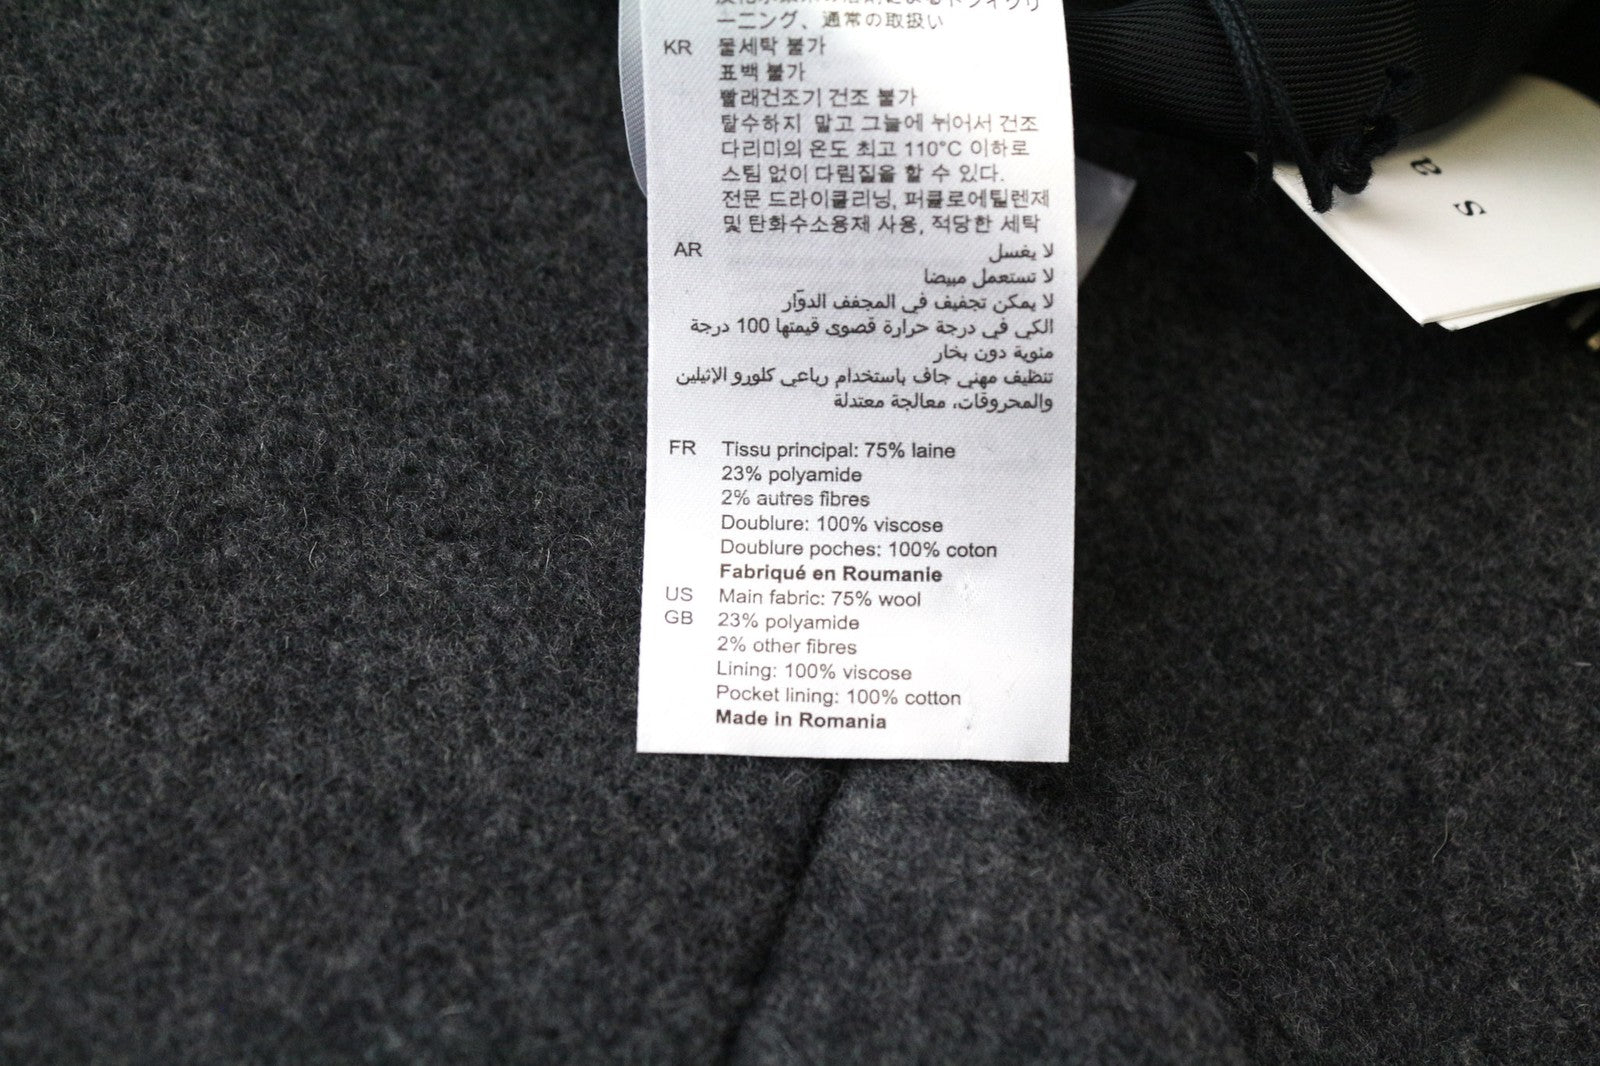 ーニング、通常の取扱い
KR 물세탁 불가
표백 불가
빨래건조기 건조 불가
탈수하지 말고 그늘에 뉘어서 건조
다리미의 온도 최고 110°C 이하로
스팀 없이 다림질을 할 수 있다.
전문 드라이클리닝, 퍼클로에틸렌제
및 탄화수소용제 사용, 적당한 세탁
AR لا يغسل
لا تستعمل مبيضا
لا يمكن تجفيف في المجفف الدوّار
الكي في درجة حرارة قصوى قيمتها 100 درجة
مئوية دون بخار
تنظيف مهني جاف باستخدام رباعي كلورو الإثيلين
والمحروقات، معالجة معتدلة
FR Tissu principal: 75% laine
23% polyamide
2% autres fibres
Doublure: 100% viscose
Doublure poches: 100% coton
Fabriqué en Roumanie
US Main fabric: 75% wool
GB 23% polyamide
2% other fibres
Lining: 100% viscose
Pocket lining: 100% cotton
Made in Romania
a s